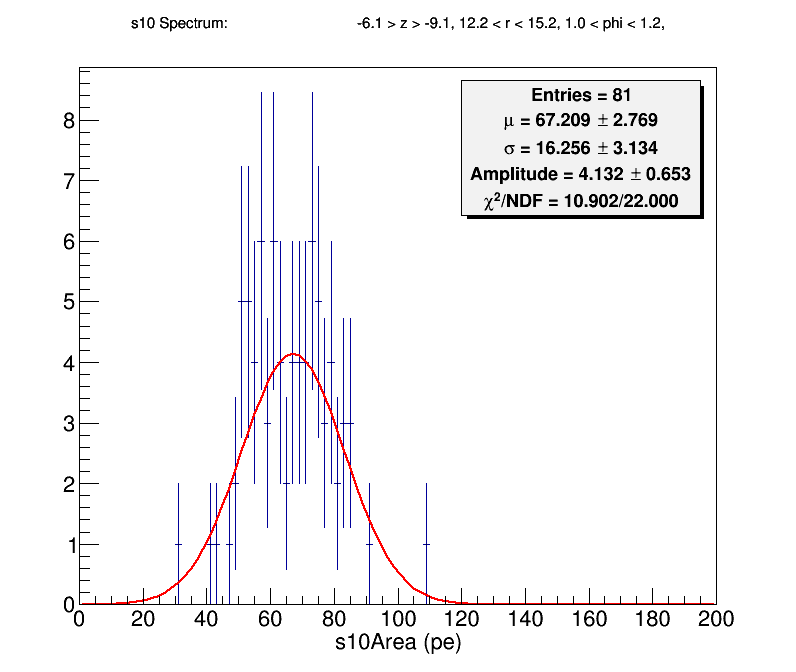 s10 Spectrum: -6.1 > z > -9.1, 12.2 < r < 15.2, 1.0 < phi < 1.2,
Entries = 81
μ = 67.209 ± 2.769
σ = 16.256 ± 3.134
Amplitude = 4.132 ± 0.653
χ²/NDF = 10.902/22.000
8
7
6
5
4
3
2
1
0
0 20 40 60 80 100 120 140 160 180 200
s10Area (pe)